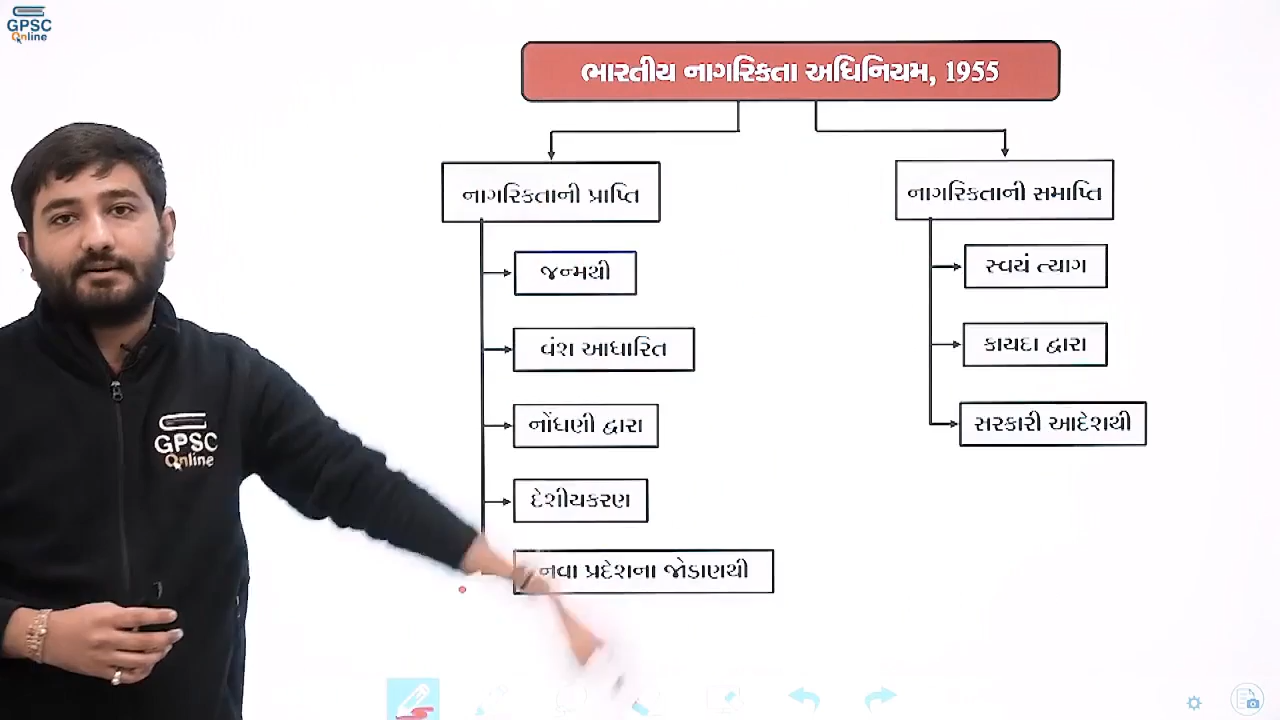 GPSC
Online
ભારતીય નાગરિકતા અધિનિયમ, 1955
નાગરિકતાની પ્રાપ્તિ
જન્મથી
વંશ આધારિત
નોંધણી દ્વારા
દેશીયકરણ
નવા પ્રદેશના જોડાણથી
નાગરિકતાની સમાપ્તિ
સ્વયં ત્યાગ
કાયદા દ્વારા
સરકારી આદેશથી
GPSC
Online